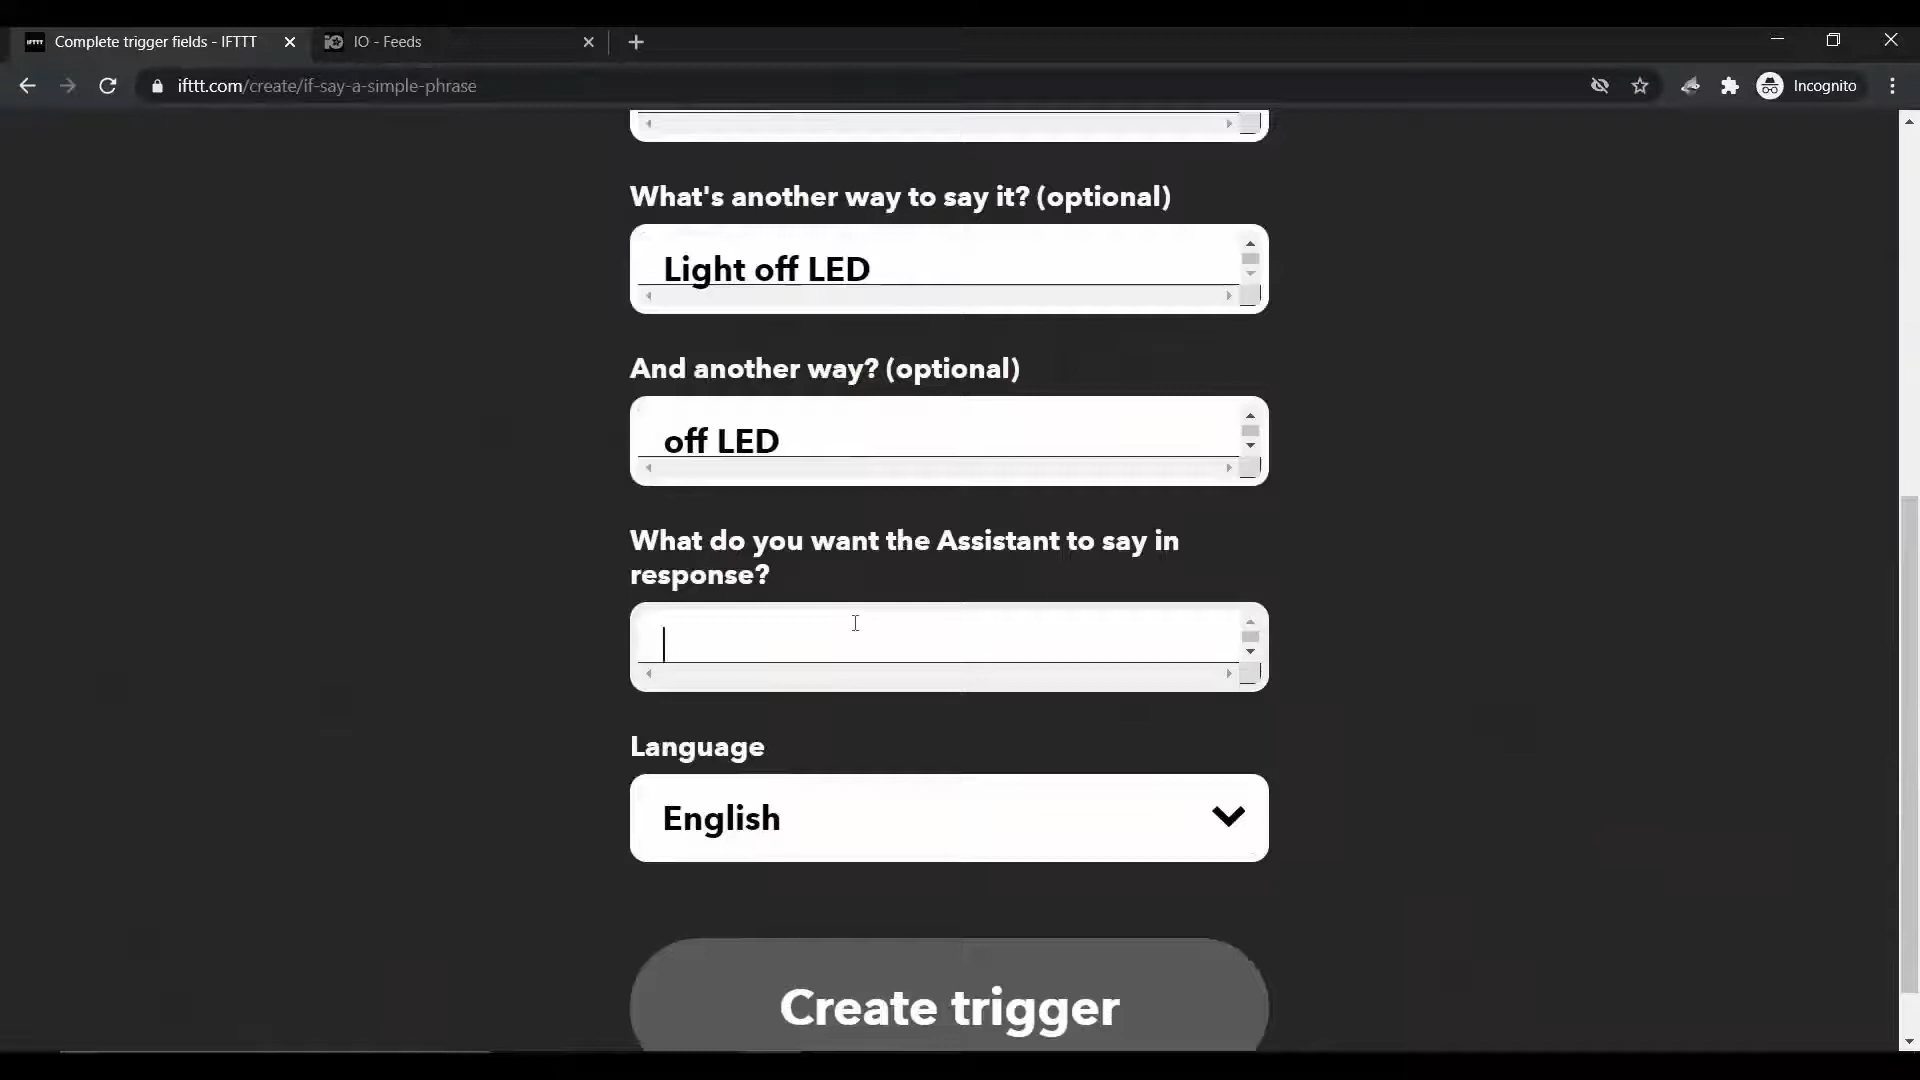 IFTTT Complete trigger fields - IFTTT
IO - Feeds
ifttt.com/create/if-say-a-simple-phrase
Incognito
What's another way to say it? (optional)
Light off LED
And another way? (optional)
off LED
What do you want the Assistant to say in
response?
Language
English
Create trigger